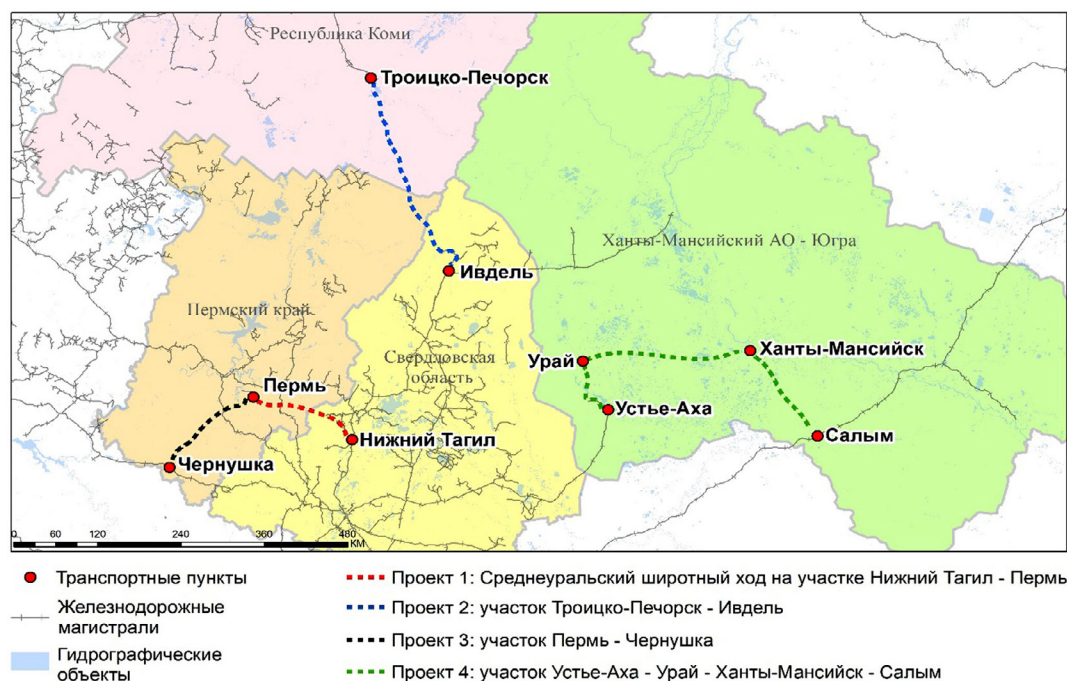 Республика Коми
Троицко-Печорск
Ханты-Мансийский АО - Югра
Ивдель
Пермский край
Свердловская
область
Урай
Ханты-Мансийск
Пермь
Устье-Аха
Нижний Тагил
Салым
Чернушка
0 60 120 240 360 480
КМ
Транспортные пункты
Железнодорожные
магистрали
Гидрографические
объекты
Проект 1: Среднеуральский широтный ход на участке Нижний Тагил - Пермь
Проект 2: участок Троицко-Печорск - Ивдель
Проект 3: участок Пермь - Чернушка
Проект 4: участок Устье-Аха - Урай - Ханты-Мансийск - Салым